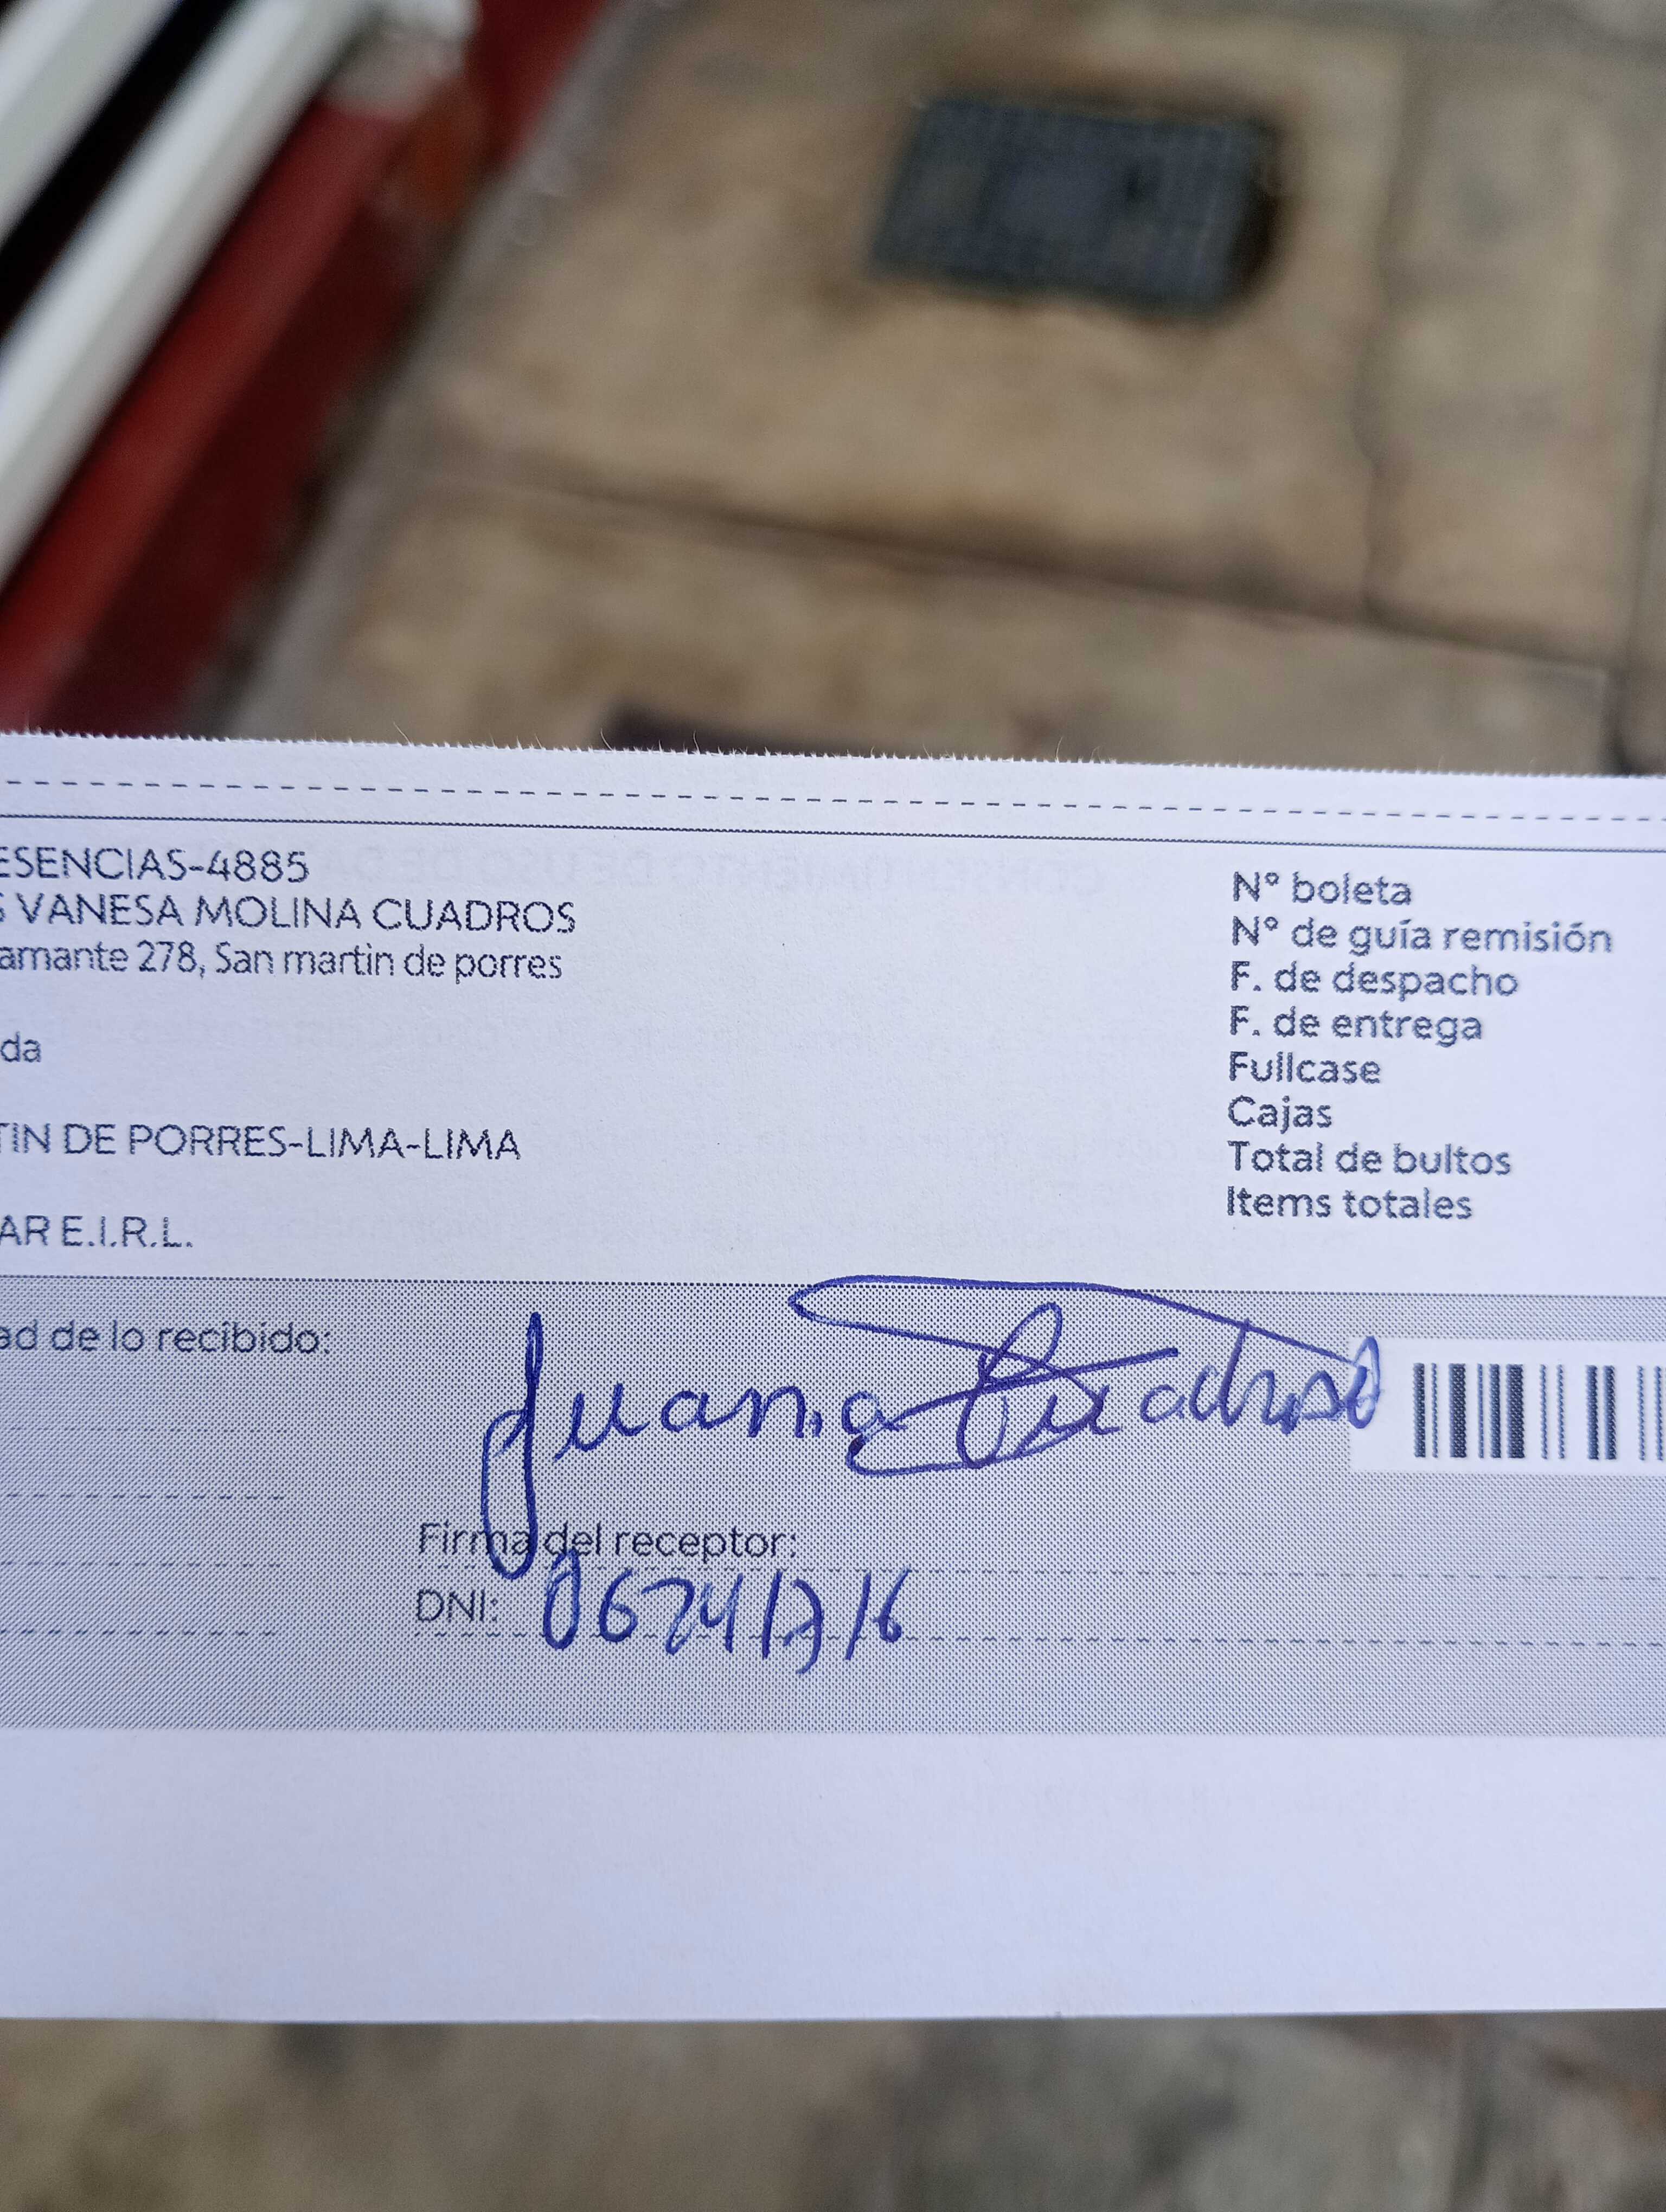 ESENCIAS-4885
S VANESA MOLINA CUADROS
amante 278, San martin de porres
da
TIN DE PORRES-LIMA-LIMA
AR E.I.R.L.
N° boleta
N° de guía remisión
F. de despacho
F. de entrega
Fullcase
Cajas
Total de bultos
Items totales
ad de lo recibido:
Juana Cuadros
Firma del receptor:
DNI: 06741716